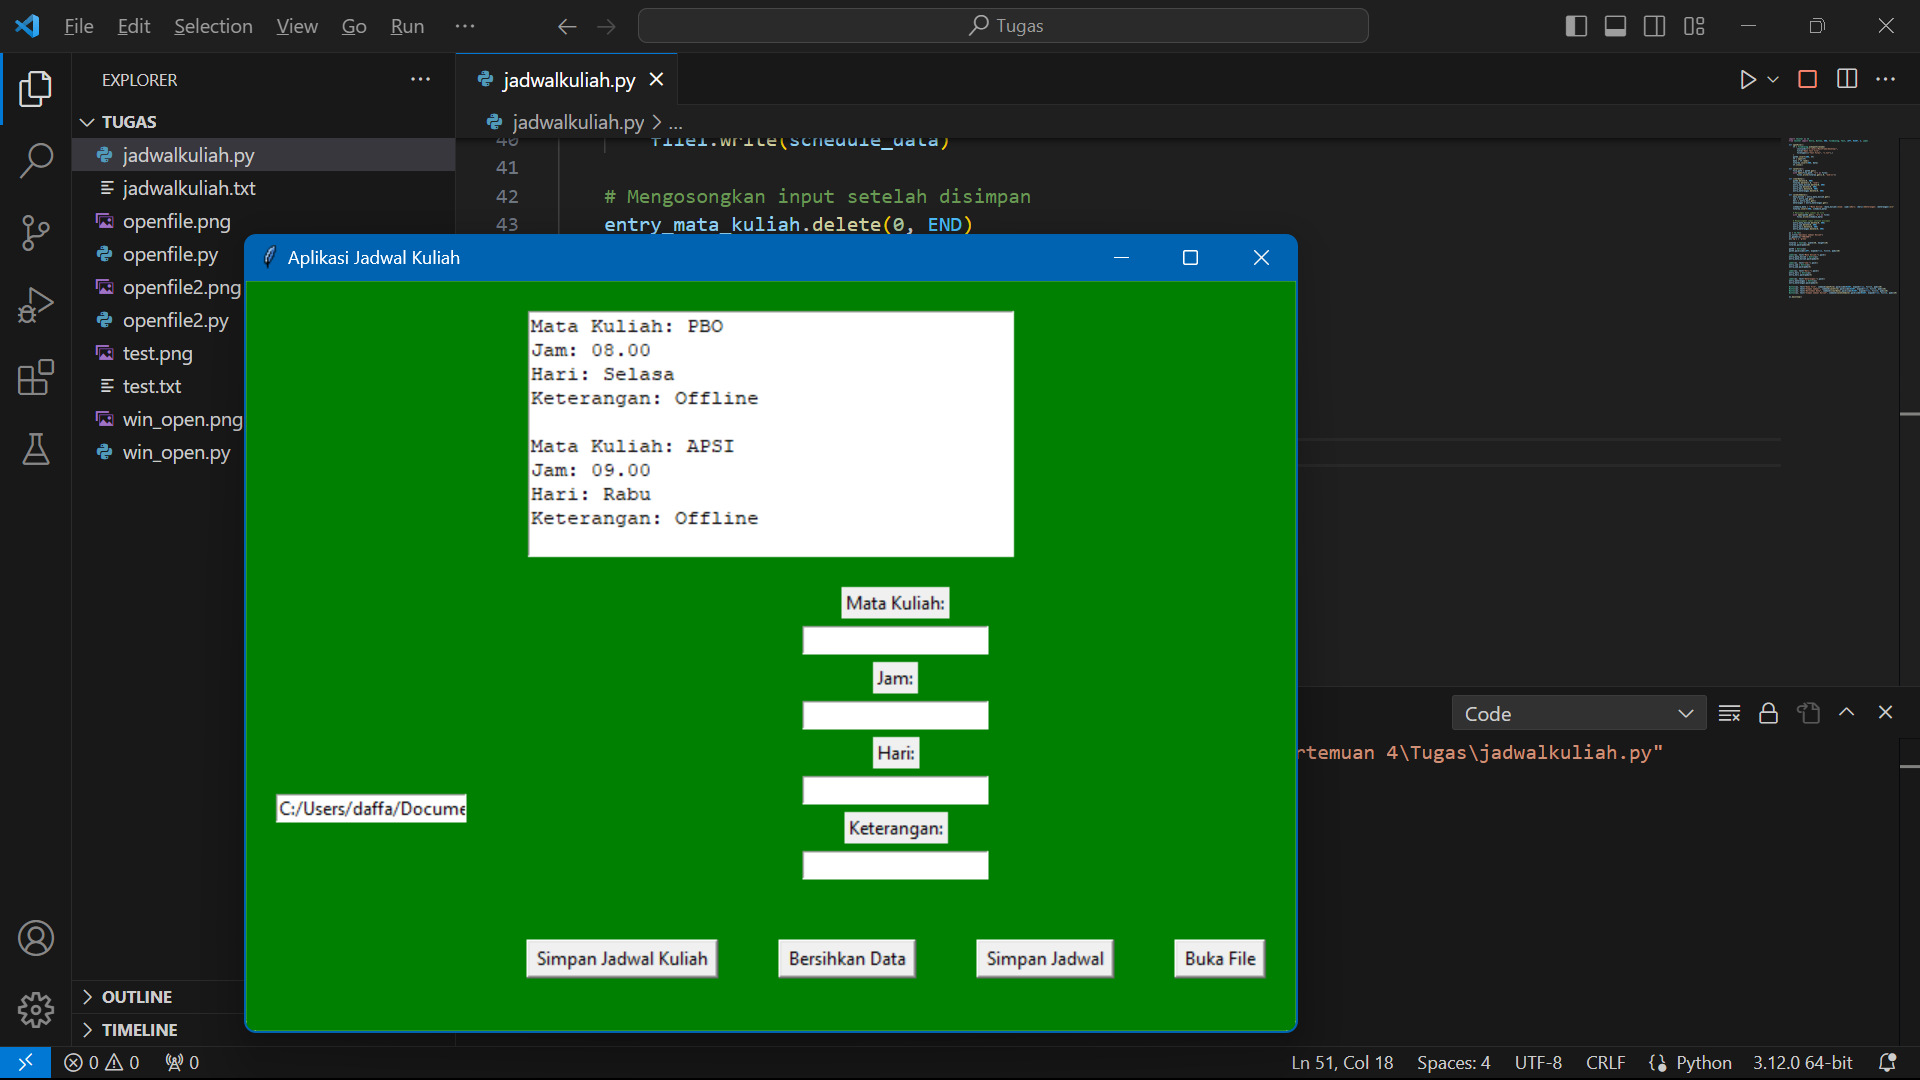 File Edit Selection View Go Run ··· Tugas
EXPLORER ···
TUGAS
jadwalkuliah.py
jadwalkuliah.txt
openfile.png
openfile.py
openfile2.png
openfile2.py
test.png
test.txt
win_open.png
win_open.py
OUTLINE
TIMELINE
jadwalkuliah.py
jadwalkuliah.py > ...
40 file1.write(schedule_data)
41
42 # Mengosongkan input setelah disimpan
43 entry_mata_kuliah.delete(0, END)
Aplikasi Jadwal Kuliah
Mata Kuliah: PBO
Jam: 08.00
Hari: Selasa
Keterangan: Offline
Mata Kuliah: APSI
Jam: 09.00
Hari: Rabu
Keterangan: Offline
Mata Kuliah:
Jam:
Hari:
Keterangan:
C:/Users/daffa/Docume
Simpan Jadwal Kuliah Bersihkan Data Simpan Jadwal Buka File
Code
rtemuan 4\Tugas\jadwalkuliah.py"
0 0 0 Ln 51, Col 18 Spaces: 4 UTF-8 CRLF Python 3.12.0 64-bit